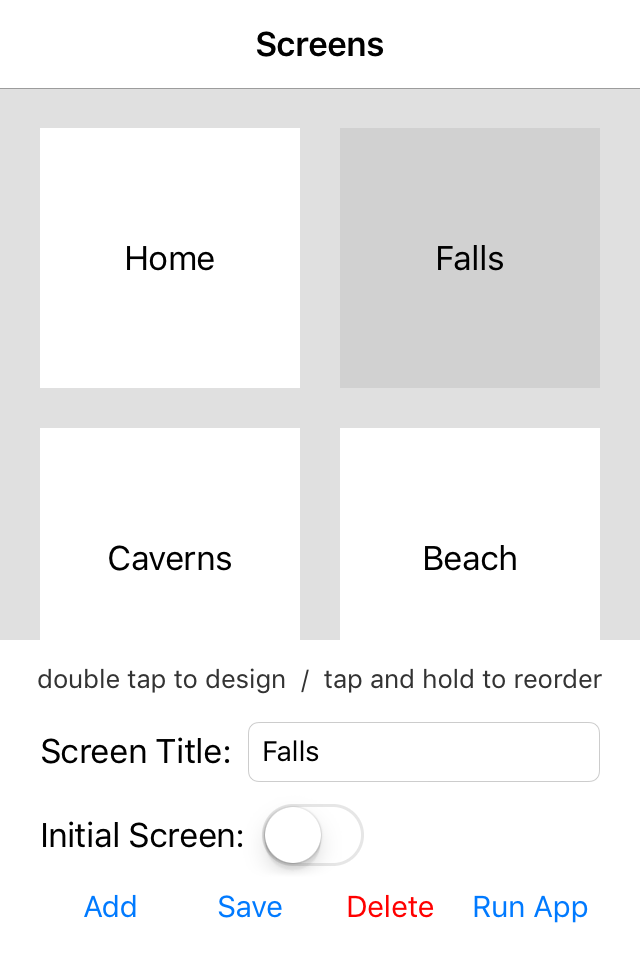 Screens
Home Falls
Caverns Beach
double tap to design / tap and hold to reorder
Screen Title: Falls
Initial Screen:
Add Save Delete Run App